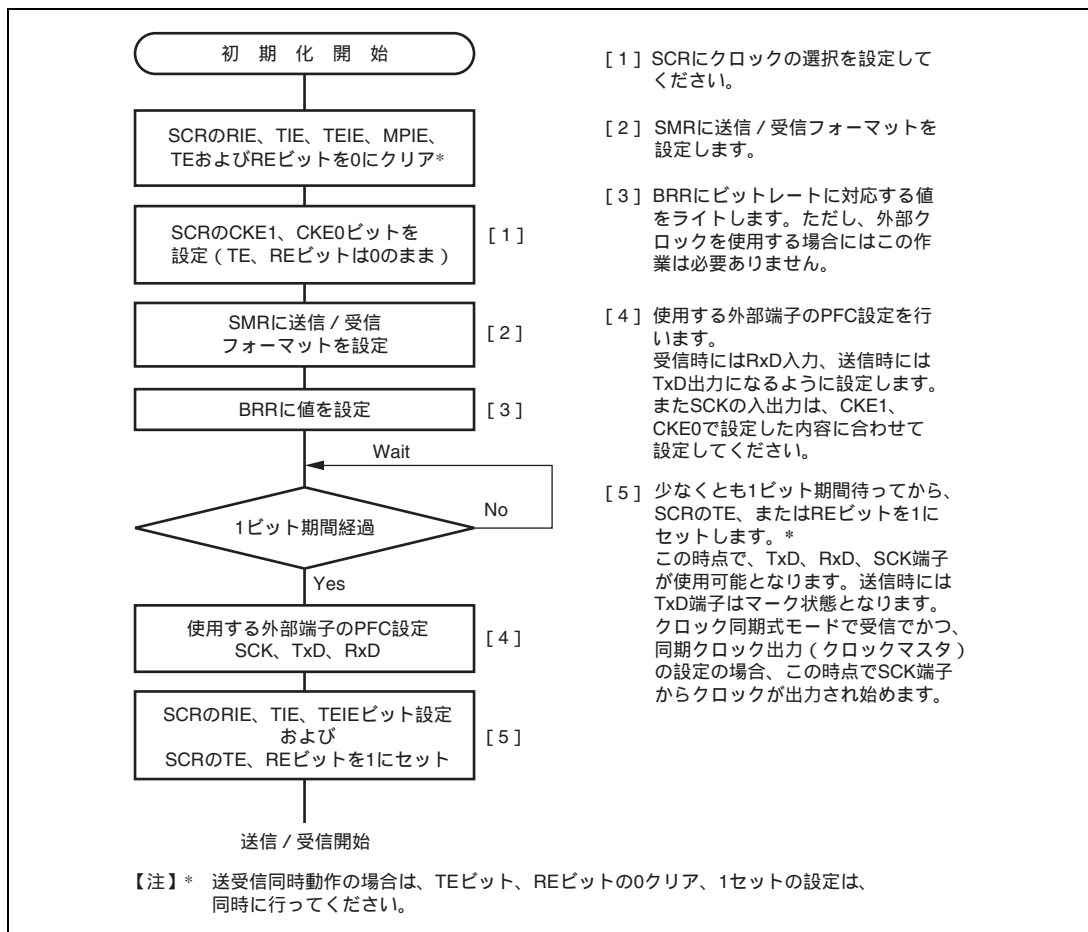 初 期 化 開 始
SCRのRIE、TIE、TEIE、MPIE、
TEおよびREビットを0にクリア*
SCRのCKE1、CKE0ビットを
設定（TE、REビットは0のまま）
[ 1 ]
SMRに送信 / 受信
フォーマットを設定
[ 2 ]
BRRに値を設定
[ 3 ]
Wait
1ビット期間経過
No
Yes
使用する外部端子のPFC設定
SCK、TxD、RxD
[ 4 ]
SCRのRIE、TIE、TEIEビット設定
および
SCRのTE、REビットを1にセット
[ 5 ]
送信 / 受信開始
[ 1 ] SCRにクロックの選択を設定して
ください。
[ 2 ] SMRに送信 / 受信フォーマットを
設定します。
[ 3 ] BRRにビットレートに対応する値
をライトします。ただし、外部ク
ロックを使用する場合にはこの作
業は必要ありません。
[ 4 ] 使用する外部端子のPFC設定を行
います。
受信時にはRxD入力、送信時には
TxD出力になるように設定します。
またSCKの入出力は、CKE1、
CKE0で設定した内容に合わせて
設定してください。
[ 5 ] 少なくとも1ビット期間待ってから、
SCRのTE、またはREビットを1に
セットします。*
この時点で、TxD、RxD、SCK端子
が使用可能となります。送信時には
TxD端子はマーク状態となります。
クロック同期式モードで受信でかつ、
同期クロック出力（クロックマスタ）
の設定の場合、この時点でSCK端子
からクロックが出力され始めます。
【注】* 送受信同時動作の場合は、TEビット、REビットの0クリア、1セットの設定は、
同時に行ってください。